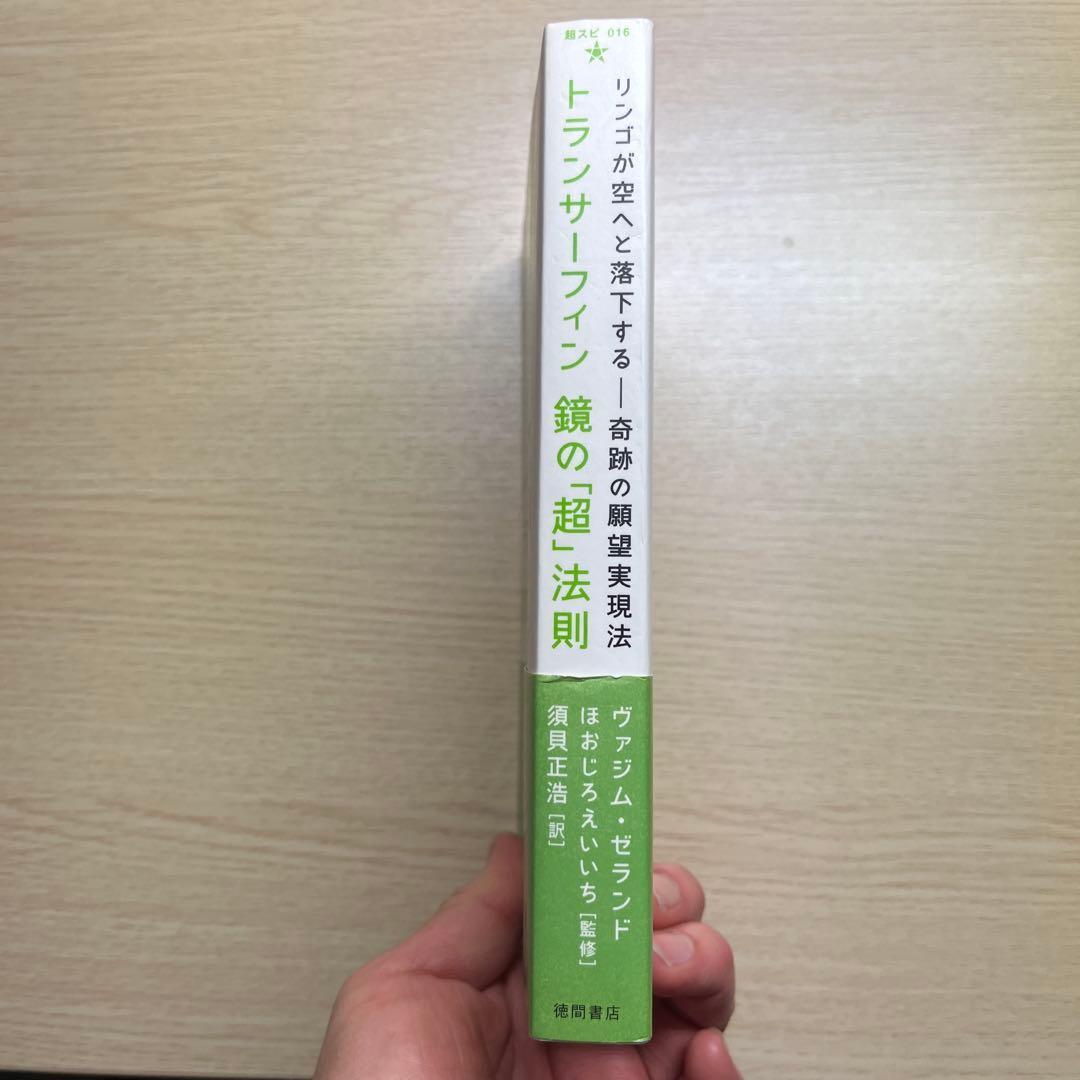 超スピ 016
リンゴが空へと落下する―奇跡の願望実現法
トランサーフィン 鏡の「超」法則
ヴァジム・ゼランド
ほおじろえいいち[監修]
須貝正浩[訳]
徳間書店